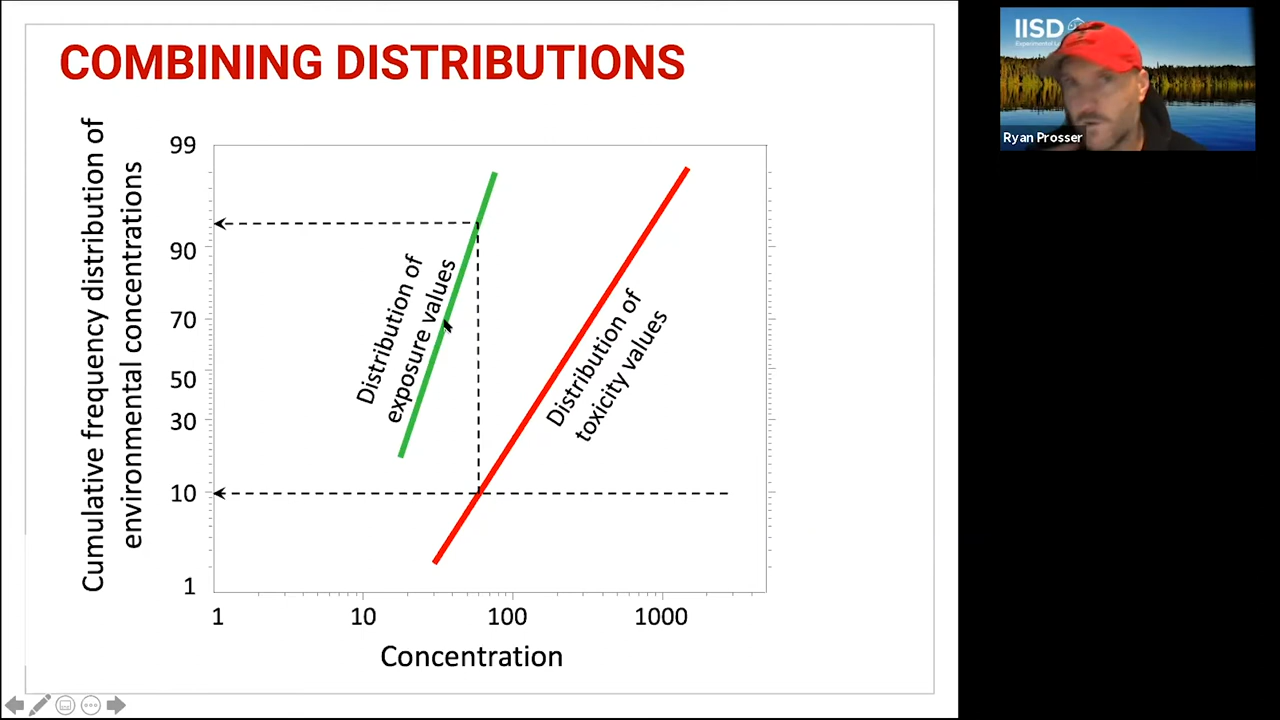 COMBINING DISTRIBUTIONS
Cumulative frequency distribution of
environmental concentrations
99
90
70
50
30
10
1
Distribution of
exposure values
Distribution of
toxicity values
1
10
100
1000
Concentration
IISD
Experimental
Ryan Prosser